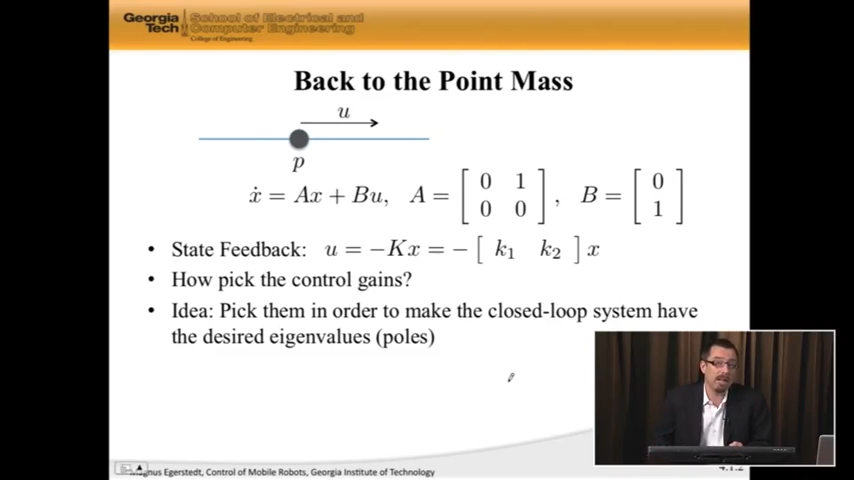 Georgia Tech School of Electrical and Computer Engineering
College of Engineering
Back to the Point Mass
u
p
ẋ = Ax + Bu, A = [ 0 1 ; 0 0 ], B = [ 0 ; 1 ]
• State Feedback: u = −Kx = − [ k₁ k₂ ] x
• How pick the control gains?
• Idea: Pick them in order to make the closed-loop system have
the desired eigenvalues (poles)
Magnus Egerstedt, Control of Mobile Robots, Georgia Institute of Technology
4.1.2